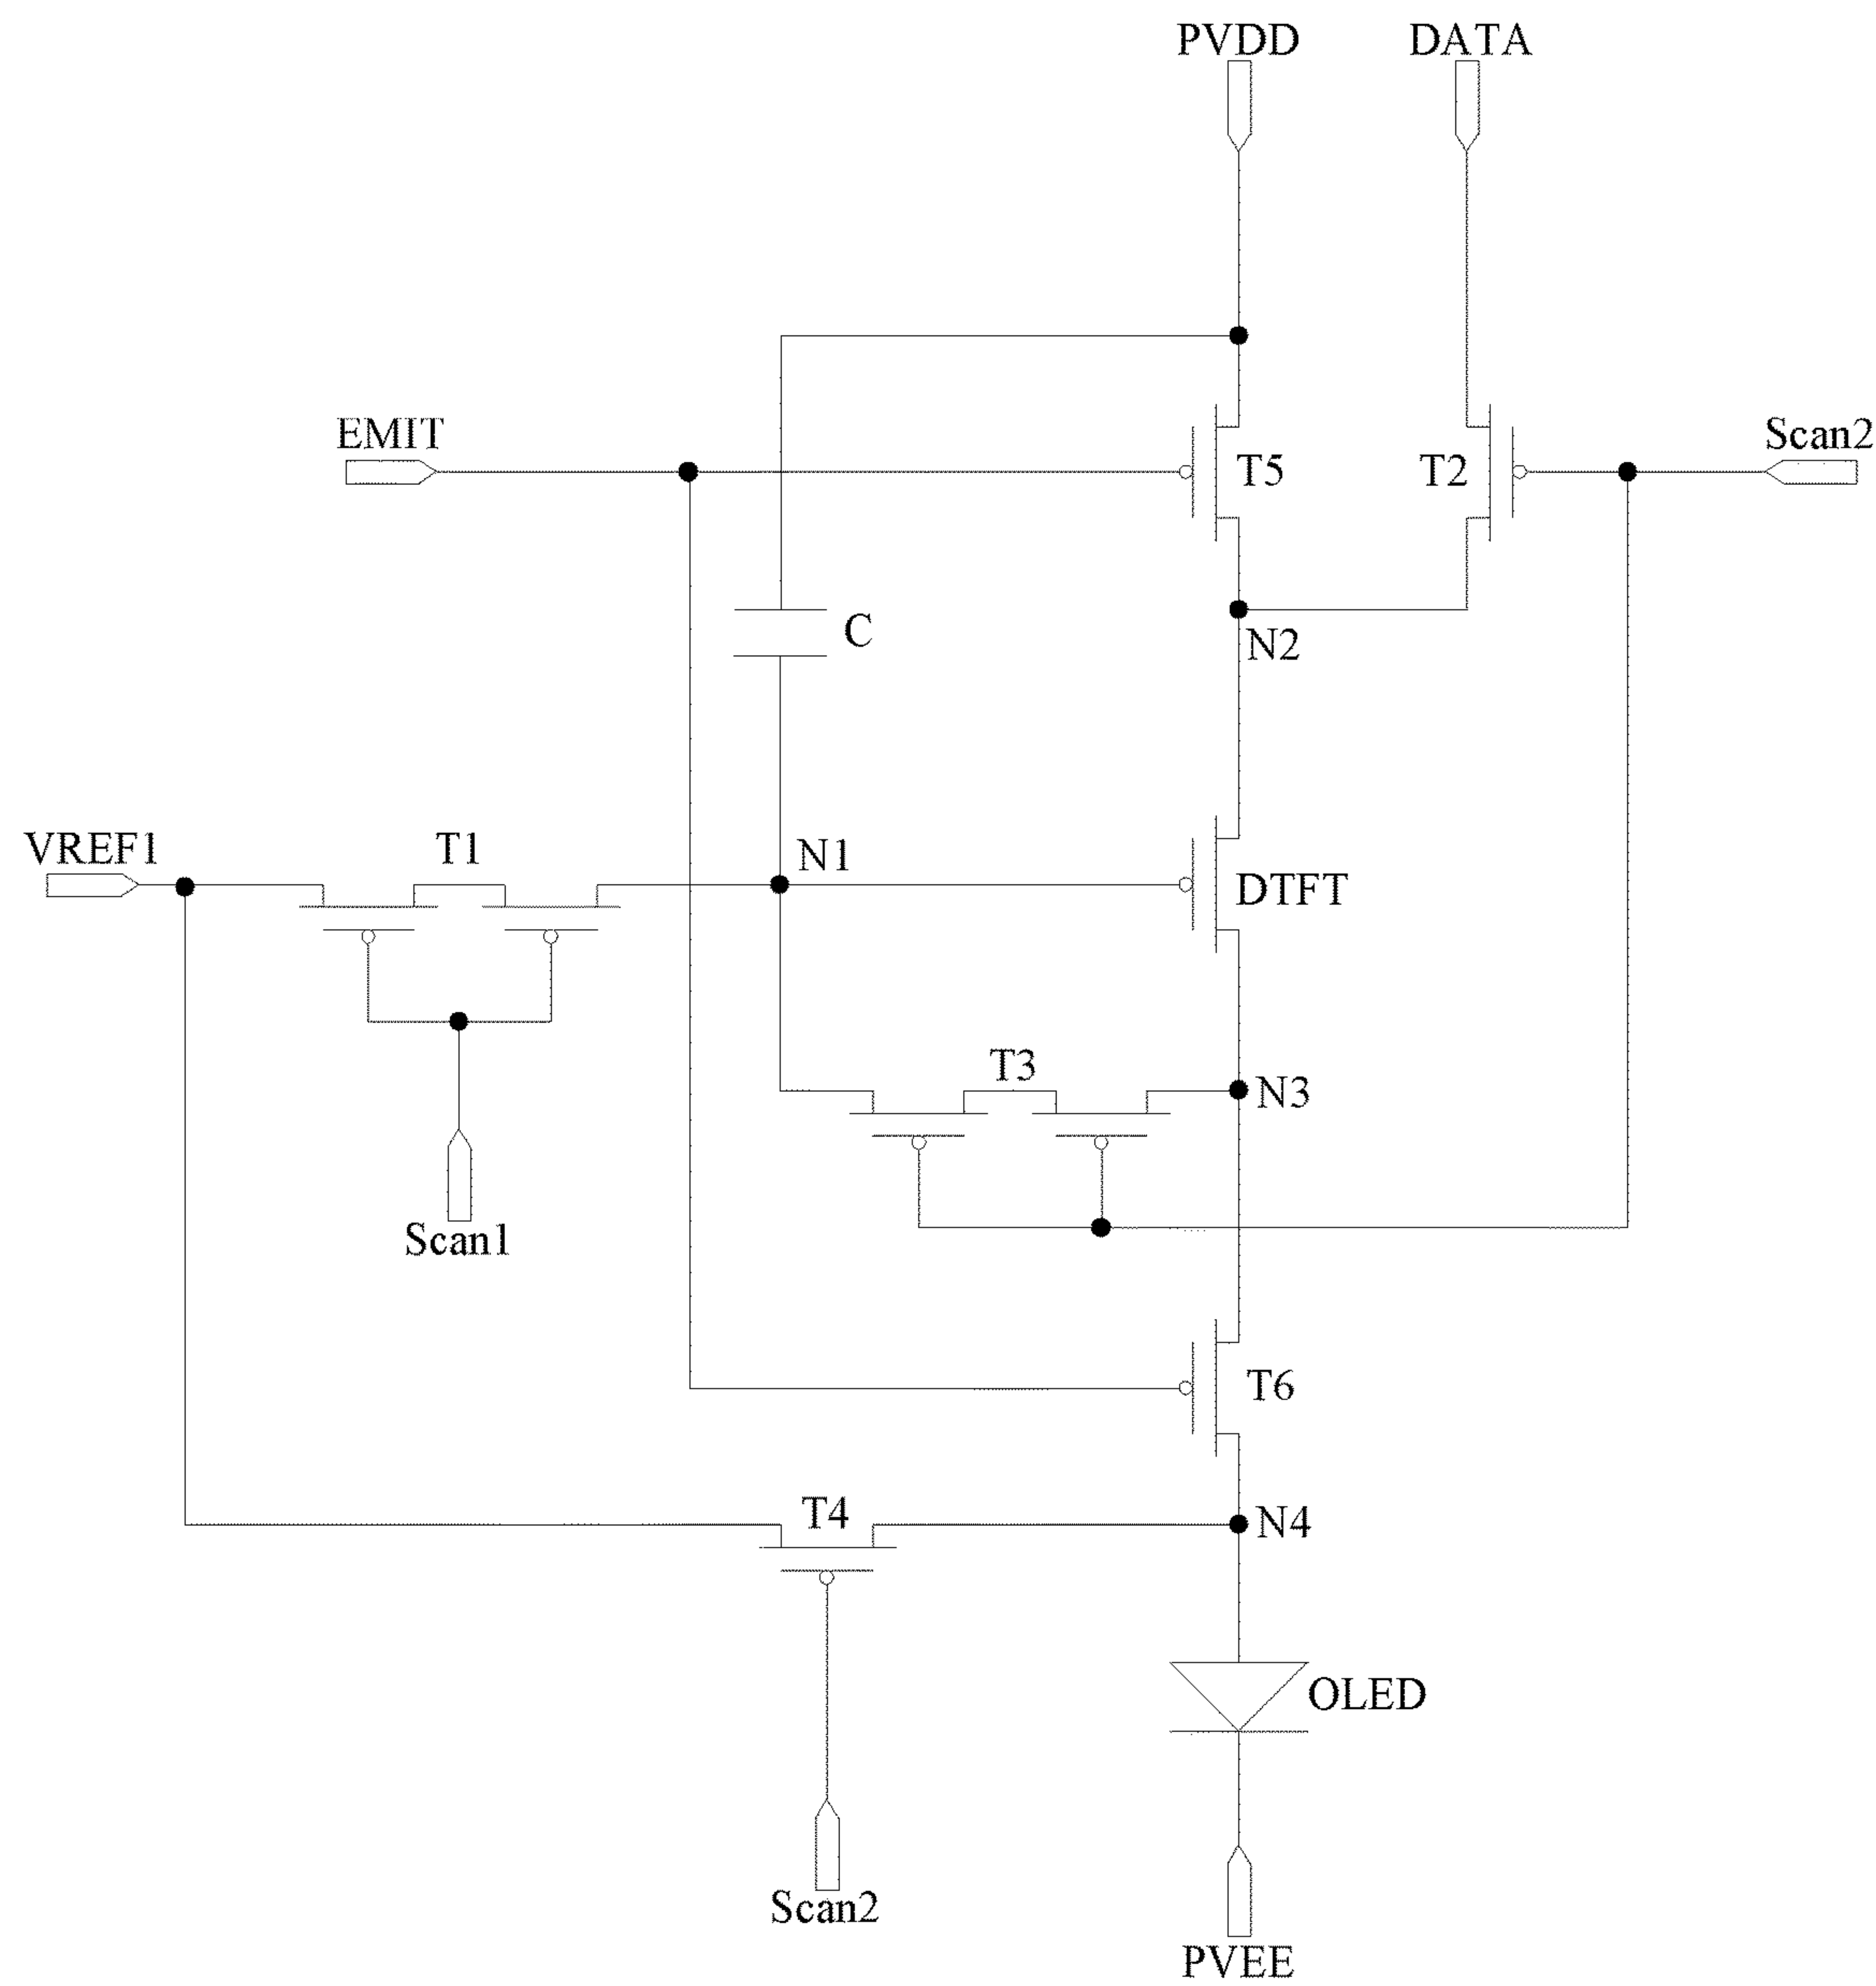 PVDD
DATA
EMIT
T5
T2
Scan2
C
N2
VREF1
T1
N1
DTFT
T3
N3
Scan1
T6
T4
N4
OLED
Scan2
PVEE